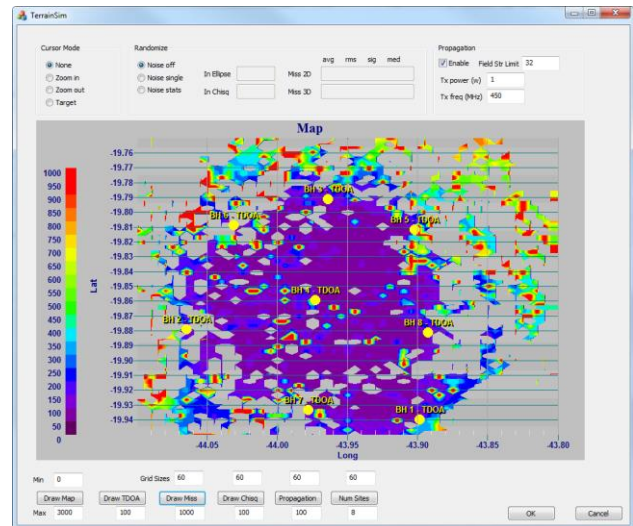 TerrainSim
Cursor Mode
None
Zoom in
Zoom out
Target
Randomize
Noise off
Noise single
Noise stats
avg rms sig med
In Ellipse
Miss 2D
In Chisq
Miss 3D
Propagation
Enable
Field Str Limit 32
Tx power (w) 1
Tx freq (MHz) 450
Map
1000
950
900
850
800
750
700
650
600
550
500
450
400
350
300
250
200
150
100
50
0
Lat
-19.76
-19.77
-19.78
-19.79
-19.80
-19.81
-19.82
-19.83
-19.84
-19.85
-19.86
-19.87
-19.88
-19.89
-19.90
-19.91
-19.92
-19.93
-19.94
TDOA
BH 6 - TDOA
BH 5 - TDOA
TDOA
BH 2 - TDOA
BH 8 - TDOA
BH 7 - TDOA
BH 1 - TDOA
-44.05 -44.00 -43.95 -43.90 -43.85 -43.80
Long
Min 0
Grid Sizes 60 60 60 60
Draw Map Draw TDOA Draw Miss Draw Chisq Propagation Num Sites
Max 3000 100 1000 100 100 8
OK Cancel